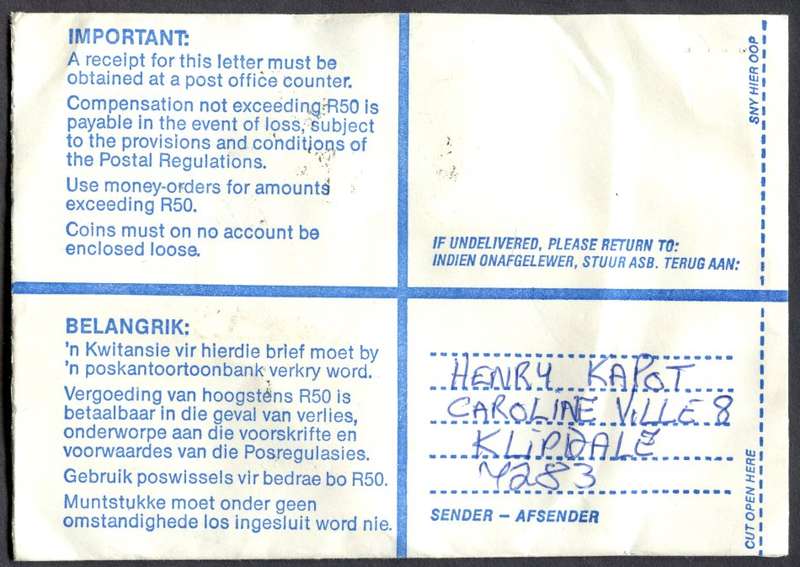 IMPORTANT:
A receipt for this letter must be
obtained at a post office counter.
Compensation not exceeding R50 is
payable in the event of loss, subject
to the provisions and conditions of
the Postal Regulations.
Use money-orders for amounts
exceeding R50.
Coins must on no account be
enclosed loose.
SNY HIER OOP
IF UNDELIVERED, PLEASE RETURN TO:
INDIEN ONAFGELEWER, STUUR ASB. TERUG AAN:
BELANGRIK:
'n Kwitansie vir hierdie brief moet by
'n poskantoortoonbank verkry word.
Vergoeding van hoogstens R50 is
betaalbaar in die geval van verlies,
onderworpe aan die voorskrifte en
voorwaardes van die Posregulasies.
Gebruik poswissels vir bedrae bo R50.
Muntstukke moet onder geen
omstandighede los ingesluit word nie.
HENRY KAPOT
CAROLINE VILLE 8
KLIPDALE
7283
SENDER – AFSENDER
CUT OPEN HERE